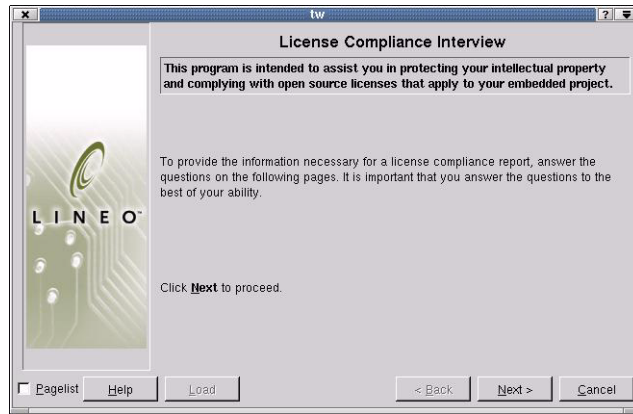 tw
License Compliance Interview
This program is intended to assist you in protecting your intellectual property
and complying with open source licenses that apply to your embedded project.
To provide the information necessary for a license compliance report, answer the
questions on the following pages. It is important that you answer the questions to the
best of your ability.
LINEO™
Click Next to proceed.
Pagelist Help Load < Back Next > Cancel